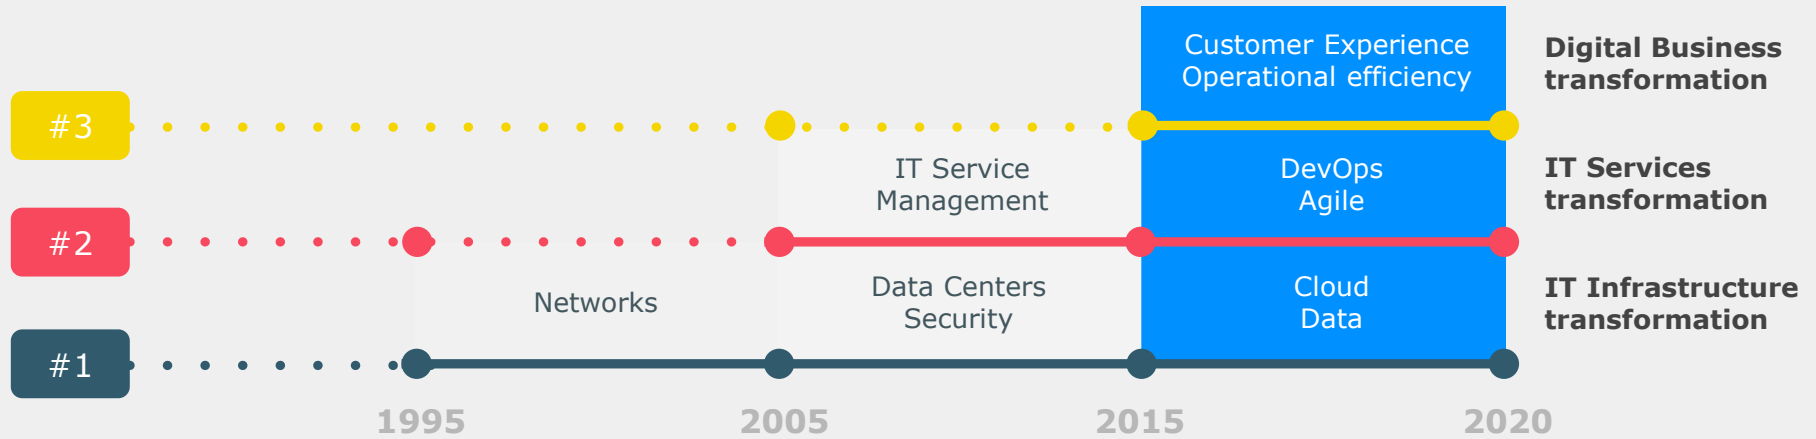 Customer Experience
Operational efficiency
Digital Business
transformation
#3
IT Service
Management
DevOps
Agile
IT Services
transformation
#2
Networks
Data Centers
Security
Cloud
Data
IT Infrastructure
transformation
#1
1995
2005
2015
2020